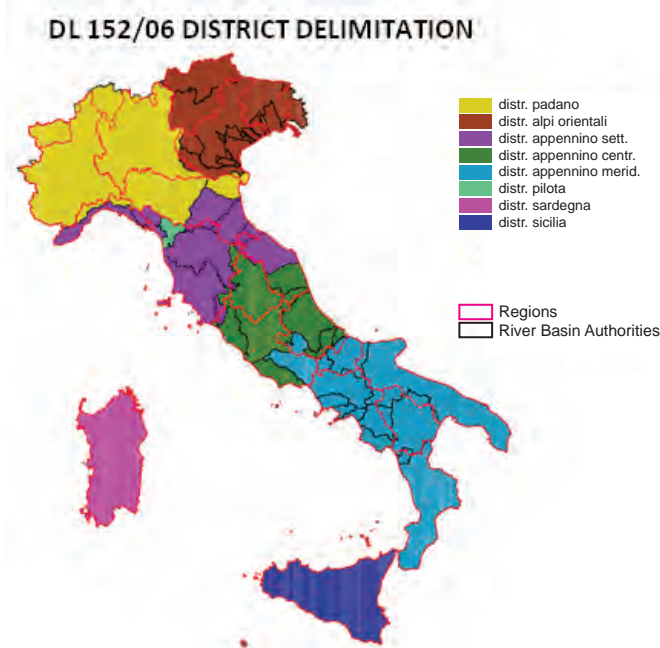 DL 152/06 DISTRICT DELIMITATION
distr. padano
distr. alpi orientali
distr. appennino sett.
distr. appennino centr.
distr. appennino merid.
distr. pilota
distr. sardegna
distr. sicilia
Regions
River Basin Authorities